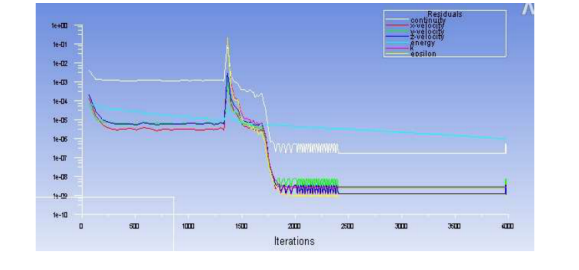 Residuals
continuity
x-velocity
y-velocity
z-velocity
energy
k
epsilon
1e+00
1e-01
1e-02
1e-03
1e-04
1e-05
1e-06
1e-07
1e-08
1e-09
1e-10
0
500
1000
1500
2000
2500
3000
3500
4000
Iterations